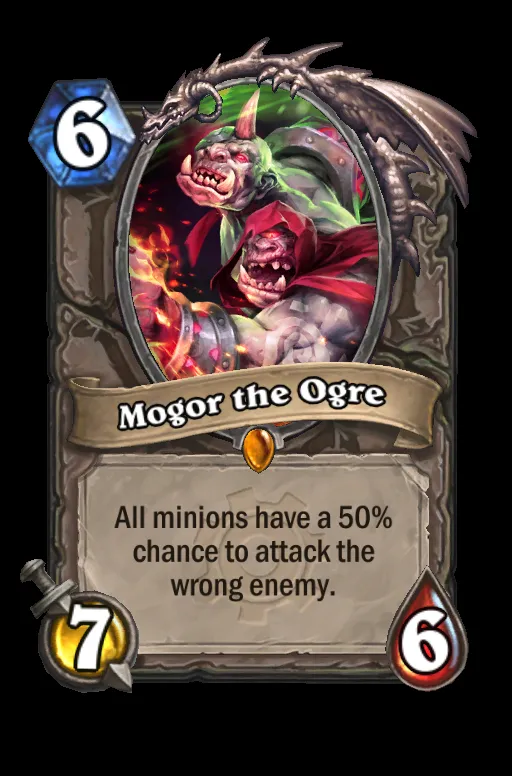 6
Mogor the Ogre
All minions have a 50%
chance to attack the
wrong enemy.
7
6